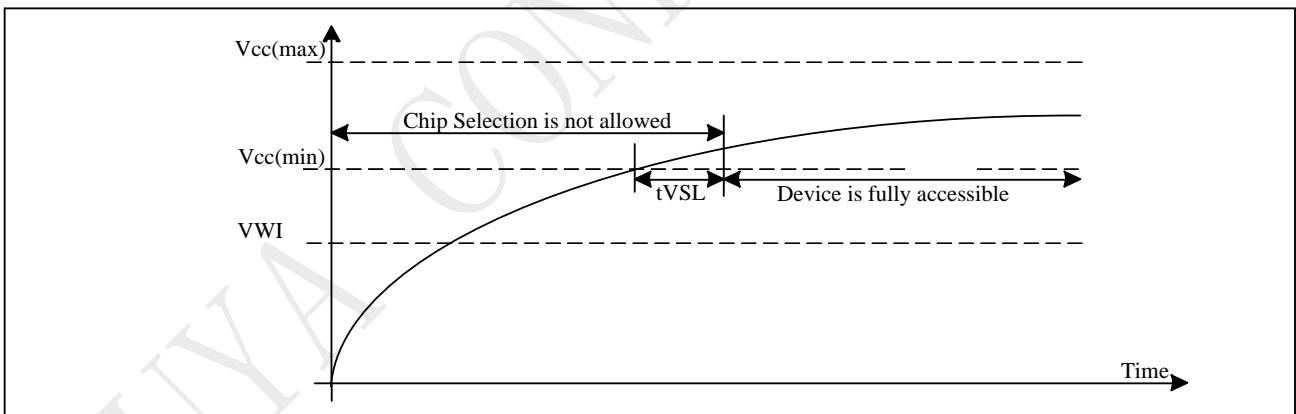 Vcc(max)
Chip Selection is not allowed
Vcc(min)
tVSL
Device is fully accessible
VWI
Time